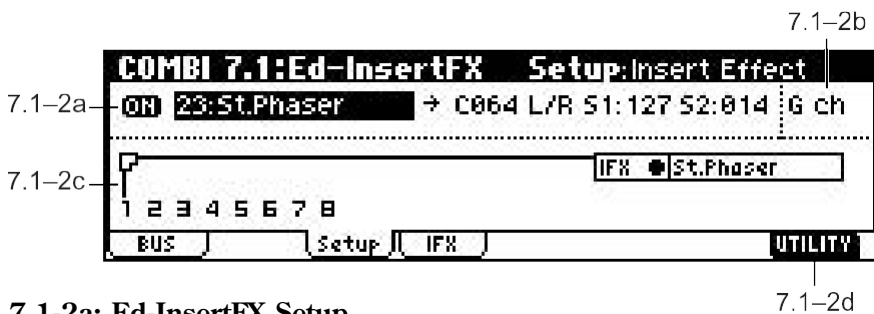 7.1–2b
COMBI 7.1:Ed-InsertFX Setup:Insert Effect
7.1–2a
ON 23:St.Phaser → C064 L/R S1:127 S2:014 G ch
IFX ●St.Phaser
7.1–2c
1 2 3 4 5 6 7 8
BUS Setup IFX UTILITY
7.1-2a: Ed-InsertFX Setup
7.1–2d